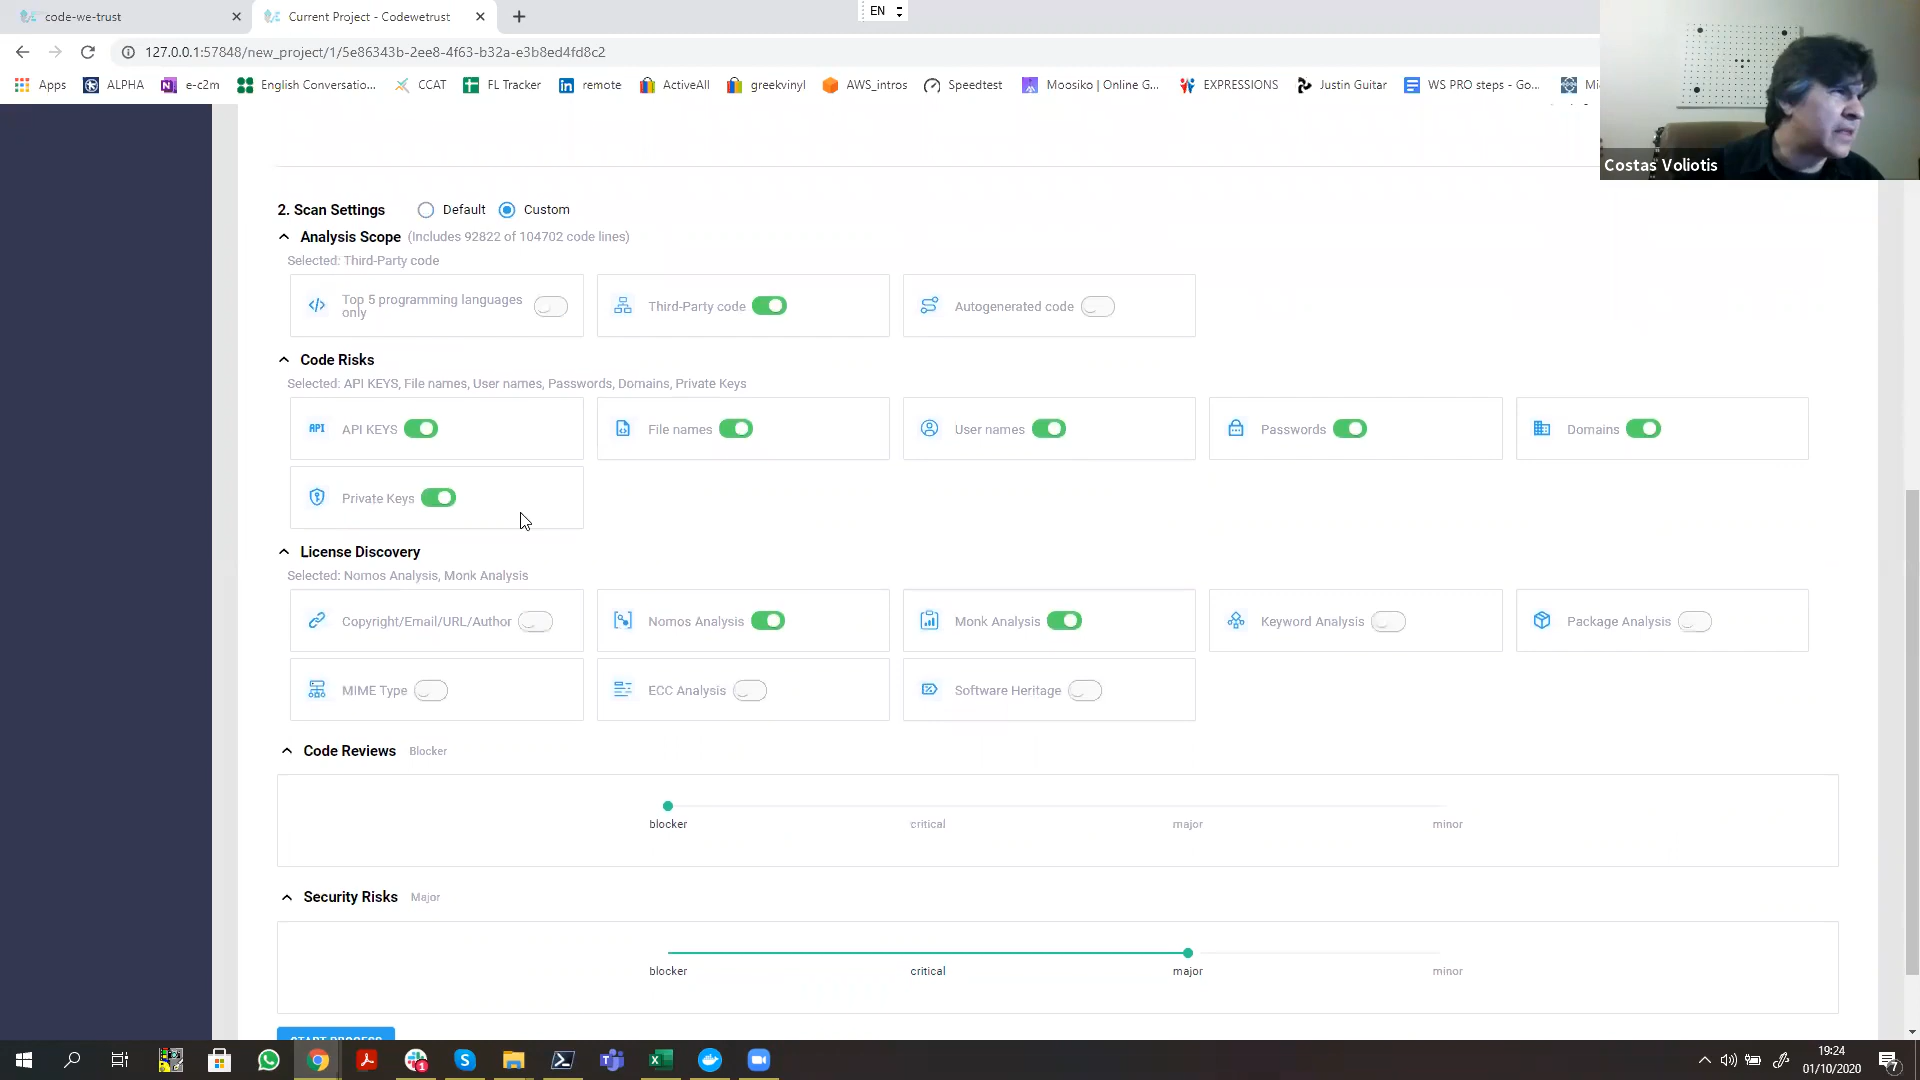 code-we-trust
Current Project - Codewetrust
EN
127.0.0.1:57848/new_project/1/5e86343b-2ee8-4f63-b32a-e3b8ed4fd8c2
Apps
ALPHA
e-c2m
English Conversatio...
CCAT
FL Tracker
remote
ActiveAll
greekvinyl
AWS_intros
Speedtest
Moosiko | Online G...
EXPRESSIONS
Justin Guitar
WS PRO steps - Go...
Costas Voliotis
2. Scan Settings Default Custom
Analysis Scope (Includes 92822 of 104702 code lines)
Selected: Third-Party code
Top 5 programming languages
only
Third-Party code
Autogenerated code
Code Risks
Selected: API KEYS, File names, User names, Passwords, Domains, Private Keys
API API KEYS
File names
User names
Passwords
Domains
Private Keys
License Discovery
Selected: Nomos Analysis, Monk Analysis
Copyright/Email/URL/Author
Nomos Analysis
Monk Analysis
Keyword Analysis
Package Analysis
MIME Type
ECC Analysis
Software Heritage
Code Reviews Blocker
blocker critical major minor
Security Risks Major
blocker critical major minor
START PROCESS
19:24
01/10/2020